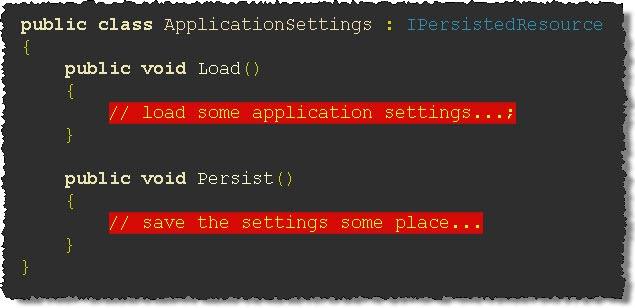 public class ApplicationSettings : IPersistedResource
{
    public void Load()
    {
        // load some application settings...;
    }

    public void Persist()
    {
        // save the settings some place...
    }
}